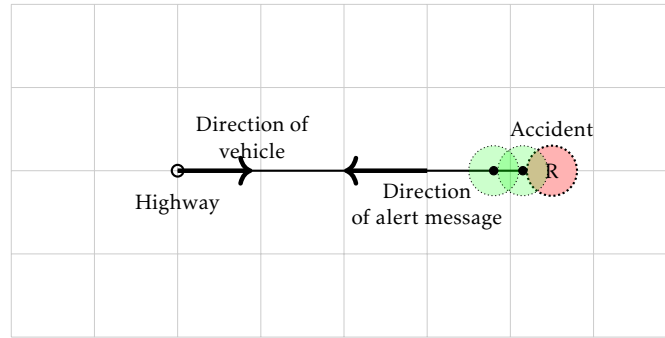 Accident
Direction of
vehicle
R
Direction
of alert message
Highway